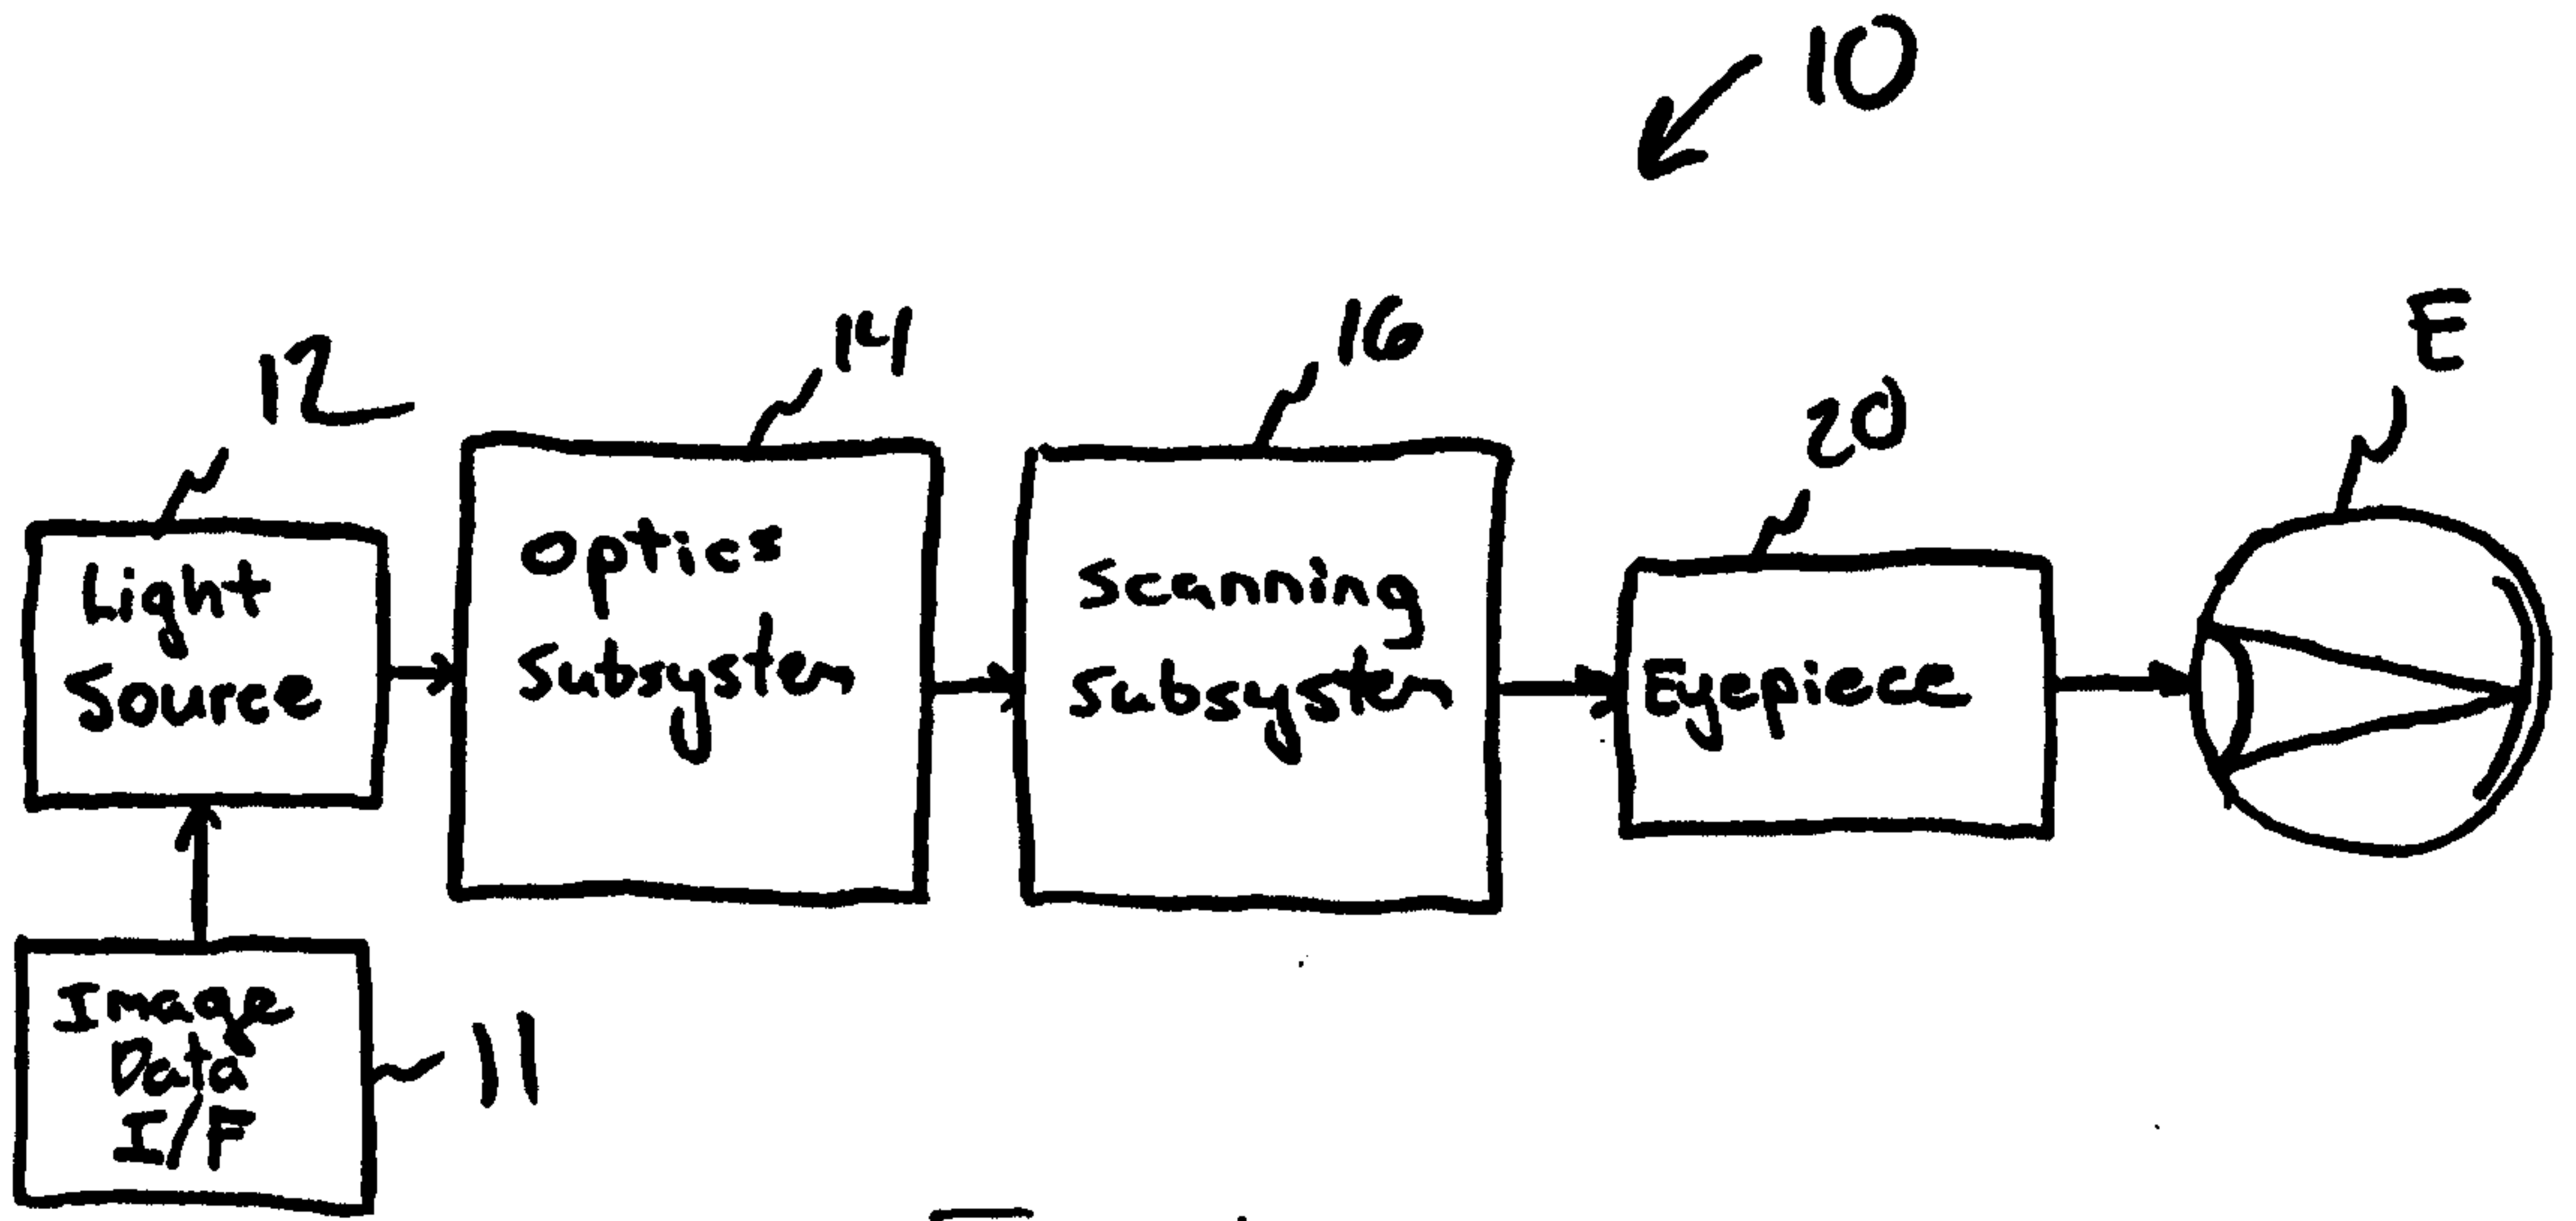 10
12
14
16
20
E
Light
Source
Optics
Subsystem
Scanning
Subsystem
Eyepiece
Image
Data
I/F
11